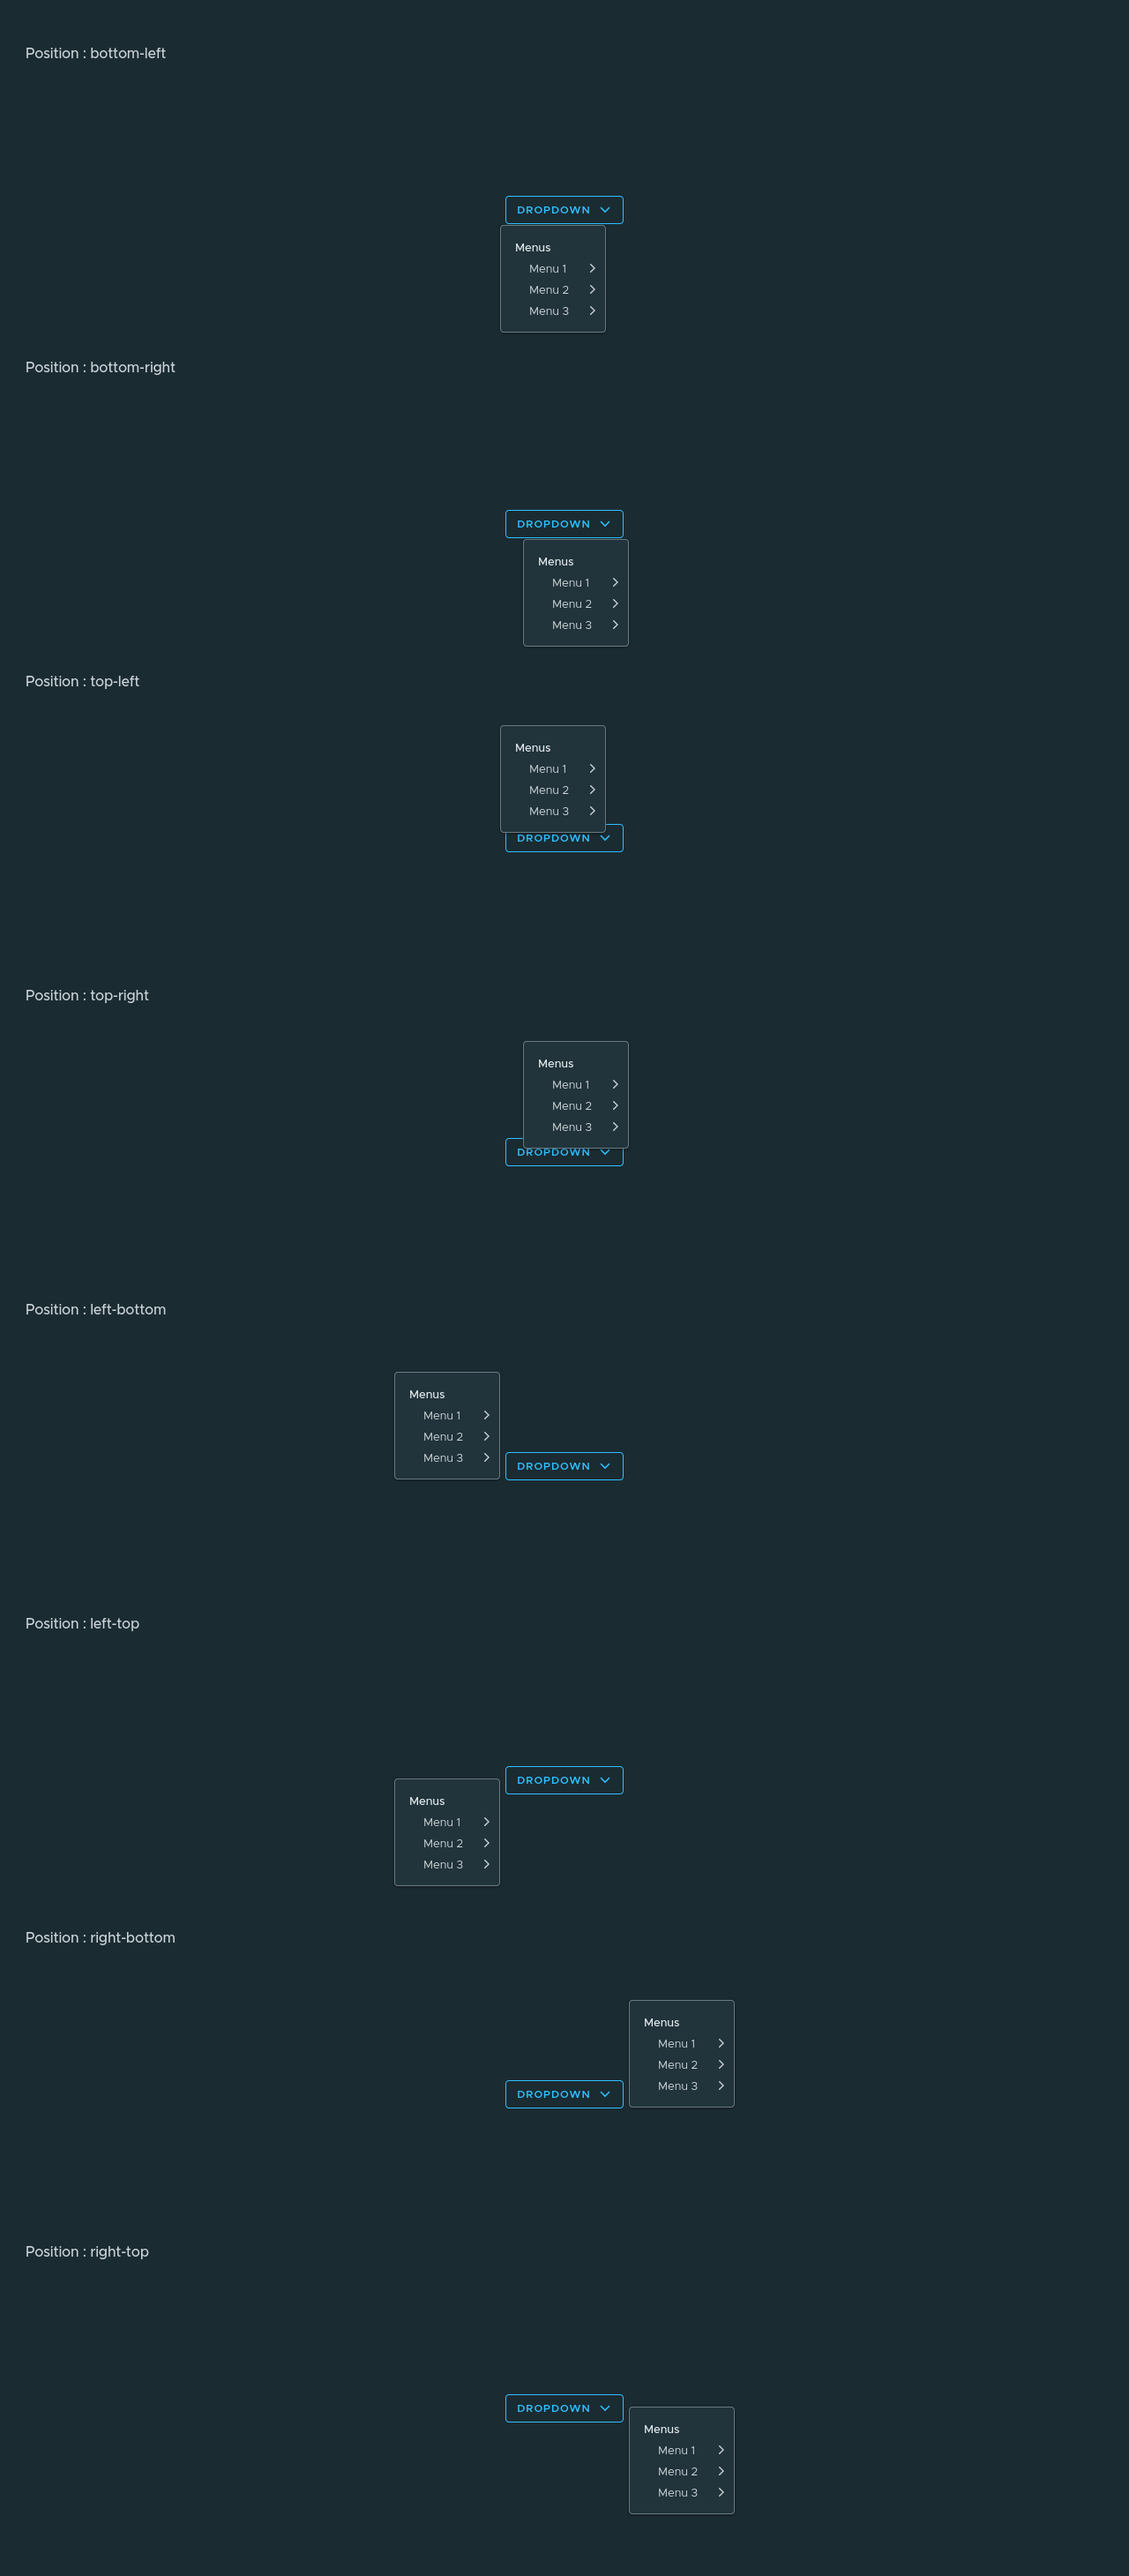 Position : bottom-left
DROPDOWN
Menus
Menu 1
Menu 2
Menu 3
Position : bottom-right
DROPDOWN
Menus
Menu 1
Menu 2
Menu 3
Position : top-left
Menus
Menu 1
Menu 2
Menu 3
DROPDOWN
Position : top-right
Menus
Menu 1
Menu 2
Menu 3
DROPDOWN
Position : left-bottom
Menus
Menu 1
Menu 2
Menu 3
DROPDOWN
Position : left-top
DROPDOWN
Menus
Menu 1
Menu 2
Menu 3
Position : right-bottom
Menus
Menu 1
Menu 2
Menu 3
DROPDOWN
Position : right-top
DROPDOWN
Menus
Menu 1
Menu 2
Menu 3